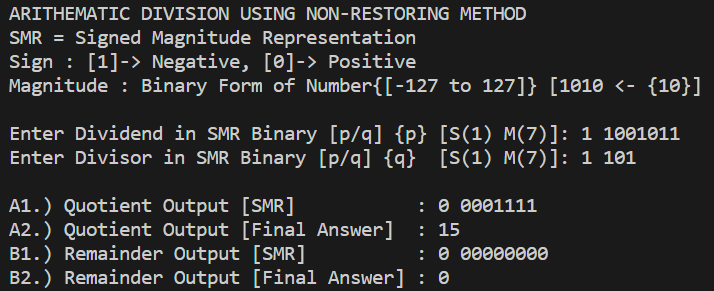 ARITHEMATIC DIVISION USING NON-RESTORING METHOD
SMR = Signed Magnitude Representation
Sign : [1]-> Negative, [0]-> Positive
Magnitude : Binary Form of Number{[-127 to 127]} [1010 <- {10}]

Enter Dividend in SMR Binary [p/q] {p} [S(1) M(7)]: 1 1001011
Enter Divisor in SMR Binary [p/q] {q}  [S(1) M(7)]: 1 101

A1.) Quotient Output [SMR]           : 0 0001111
A2.) Quotient Output [Final Answer]  : 15
B1.) Remainder Output [SMR]          : 0 00000000
B2.) Remainder Output [Final Answer] : 0